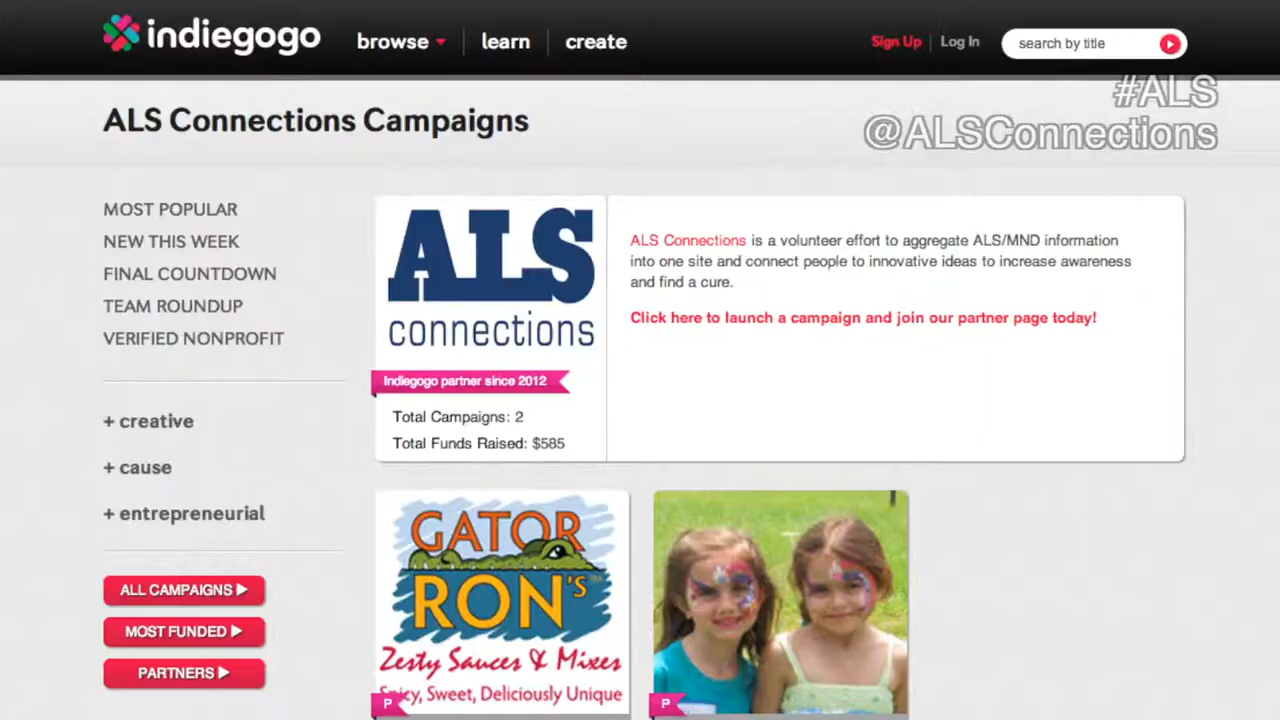 indiegogo
browse
learn
create
Sign Up
Log In
search by title
#ALS
@ALSConnections
ALS Connections Campaigns
MOST POPULAR
NEW THIS WEEK
FINAL COUNTDOWN
TEAM ROUNDUP
VERIFIED NONPROFIT
+ creative
+ cause
+ entrepreneurial
ALL CAMPAIGNS
MOST FUNDED
PARTNERS
ALS
connections
Indiegogo partner since 2012
Total Campaigns: 2
Total Funds Raised: $585
ALS Connections is a volunteer effort to aggregate ALS/MND information
into one site and connect people to innovative ideas to increase awareness
and find a cure.
Click here to launch a campaign and join our partner page today!
GATOR
RON'S™
Zesty Sauces & Mixes
Spicy, Sweet, Deliciously Unique
P
P